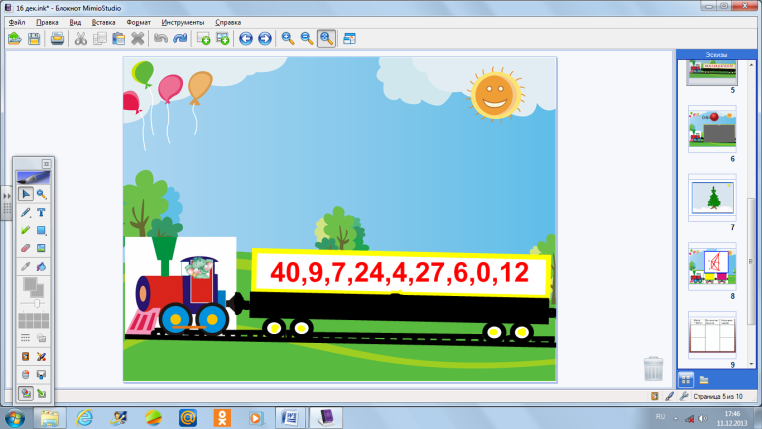 16 дек.ink* - Блокнот MimioStudio
Файл Правка Вид Вставка Формат Инструменты Справка
Эскизы
5
6
7
8
9
40,9,7,24,4,27,6,0,12
Страница 5 из 10
RU
17:46
11.12.2013